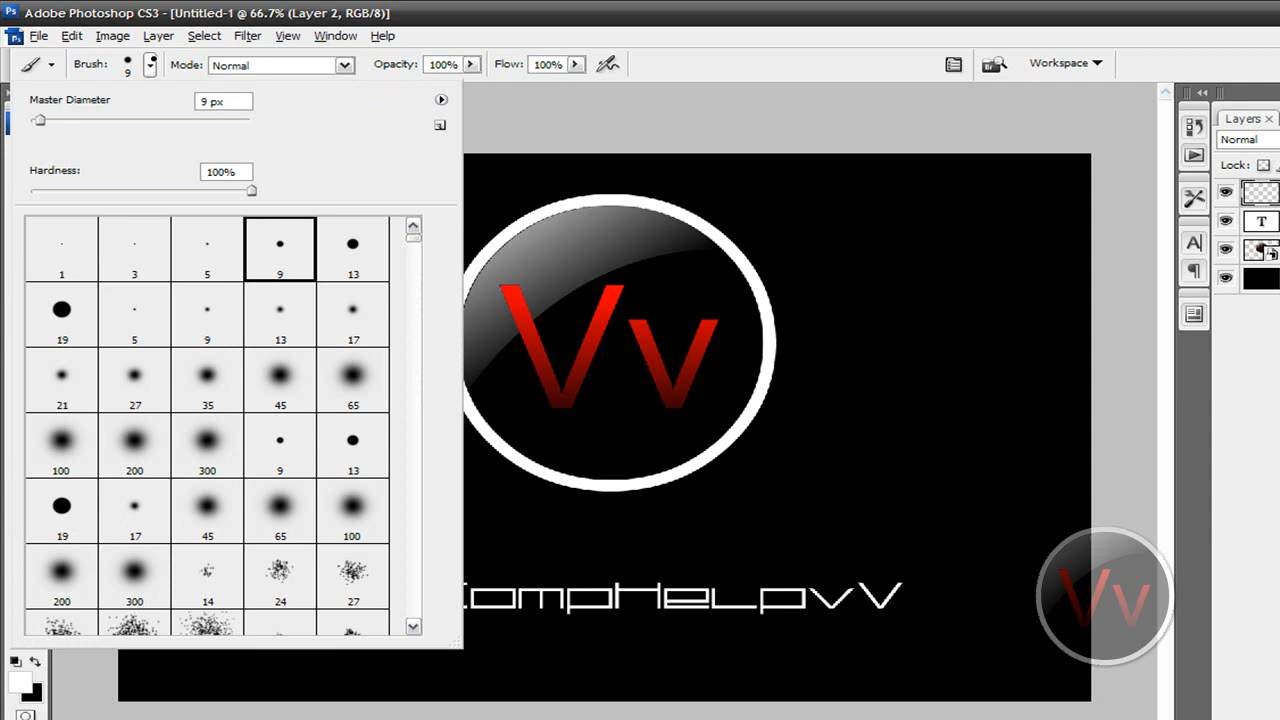 Adobe Photoshop CS3 - [Untitled-1 @ 66.7% (Layer 2, RGB/8)]
File Edit Image Layer Select Filter View Window Help
Brush: 9 Mode: Normal Opacity: 100% Flow: 100% Workspace
Master Diameter 9 px
Hardness: 100%
1 3 5 9 13
19 5 9 13 17
21 27 35 45 65
100 200 300 9 13
19 17 45 65 100
200 300 14 24 27
Layers
Normal
Lock:
T
A
Vv
CompHelpvV
Vv